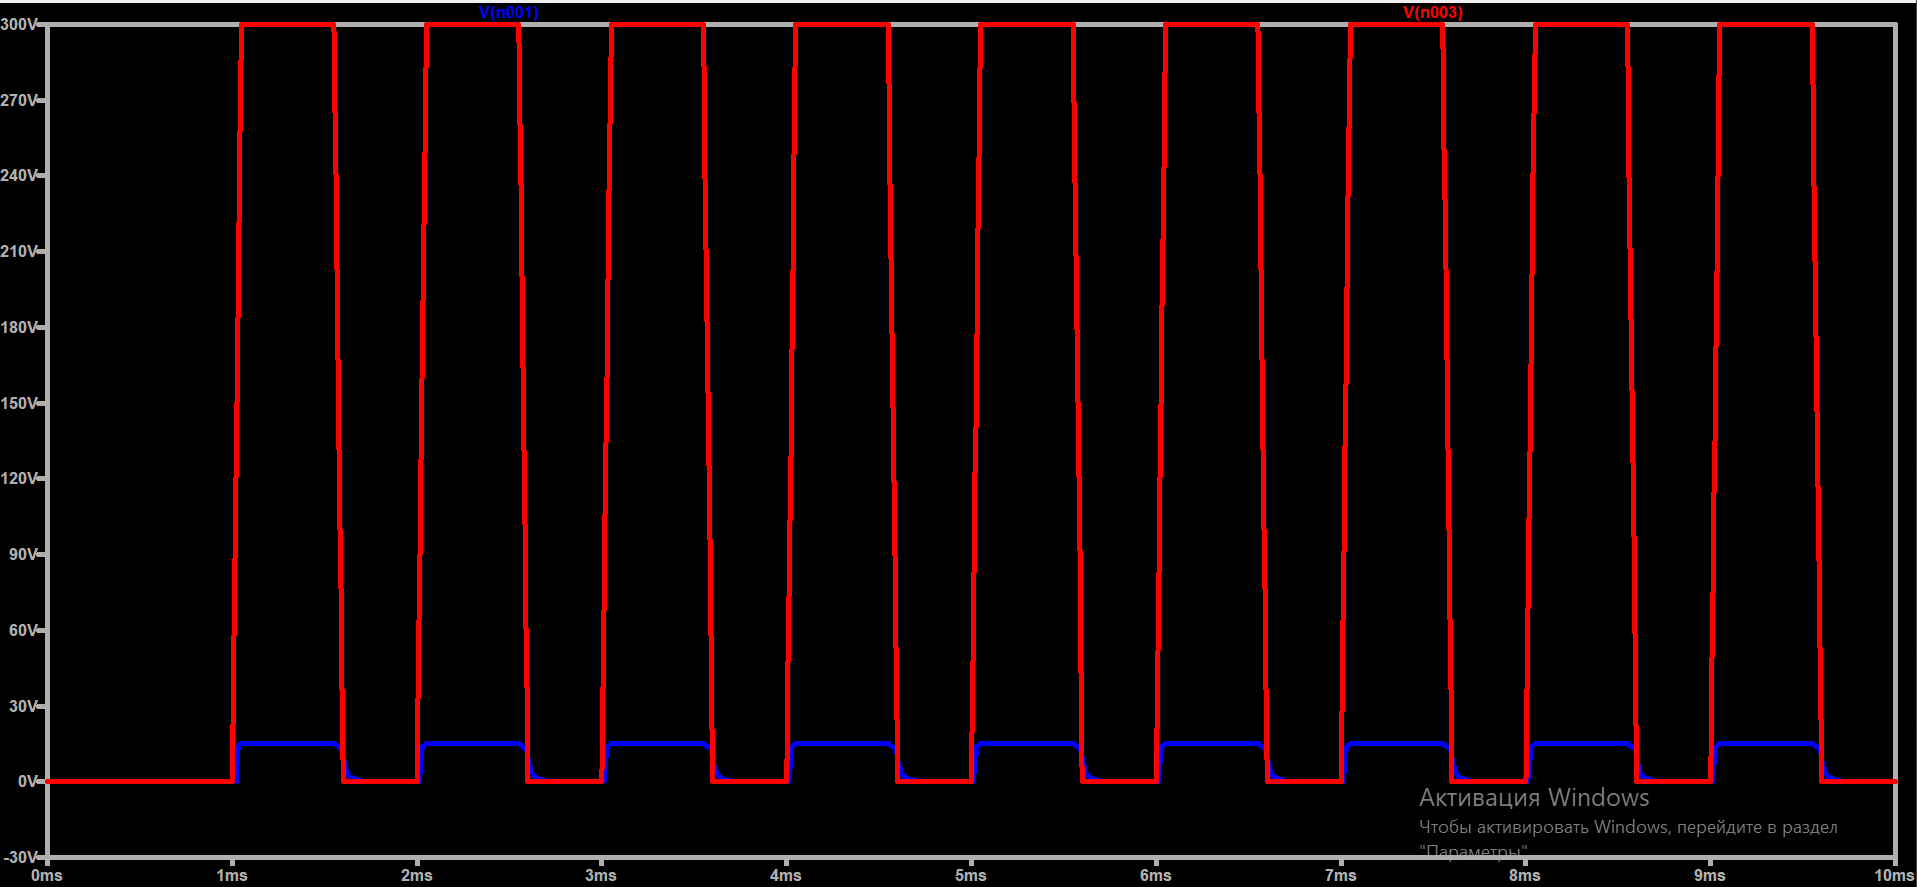 V(n001) V(n003)
300V
270V
240V
210V
180V
150V
120V
90V
60V
30V
0V
-30V
0ms 1ms 2ms 3ms 4ms 5ms 6ms 7ms 8ms 9ms 10ms
Активация Windows
Чтобы активировать Windows, перейдите в раздел
"Параметры"